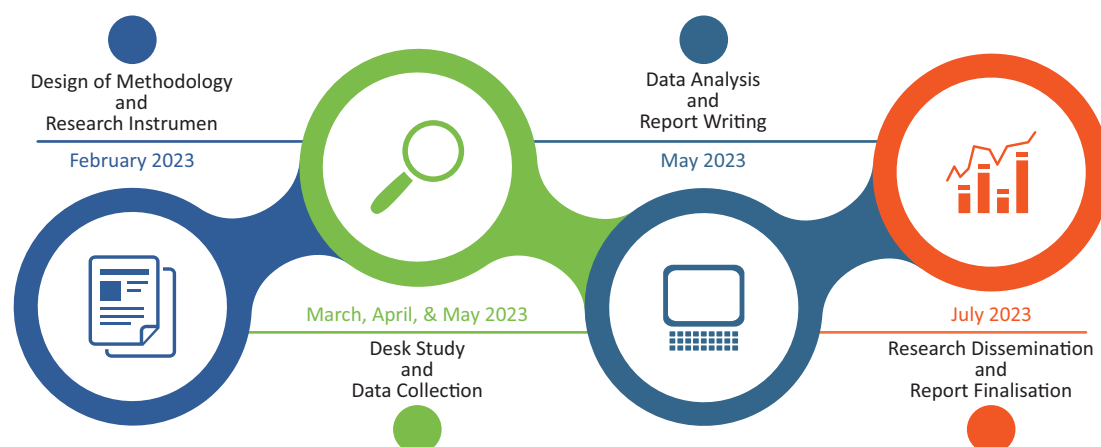 Design of Methodology
and
Research Instrumen
February 2023
March, April, & May 2023
Desk Study
and
Data Collection
Data Analysis
and
Report Writing
May 2023
July 2023
Research Dissemination
and
Report Finalisation